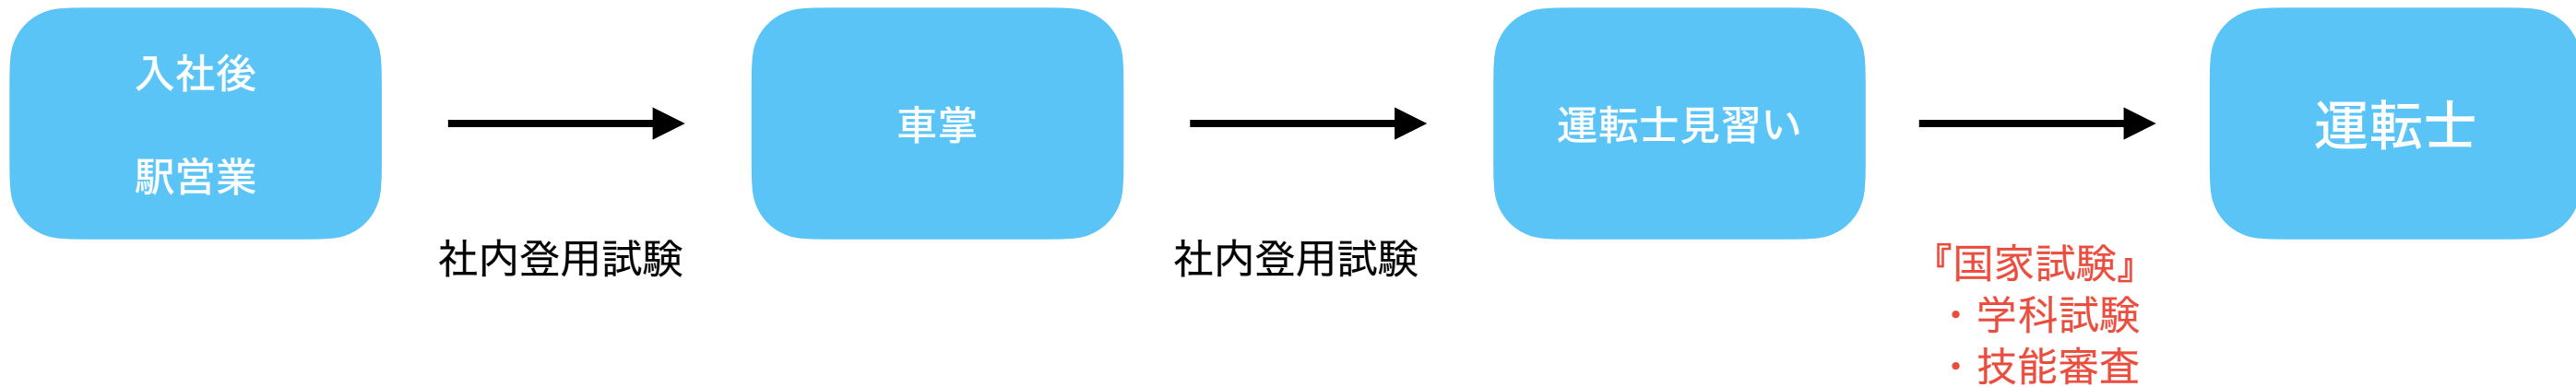 入社後
駅営業
社内登用試験
車掌
社内登用試験
運転士見習い
『国家試験』
・学科試験
・技能審査
運転士